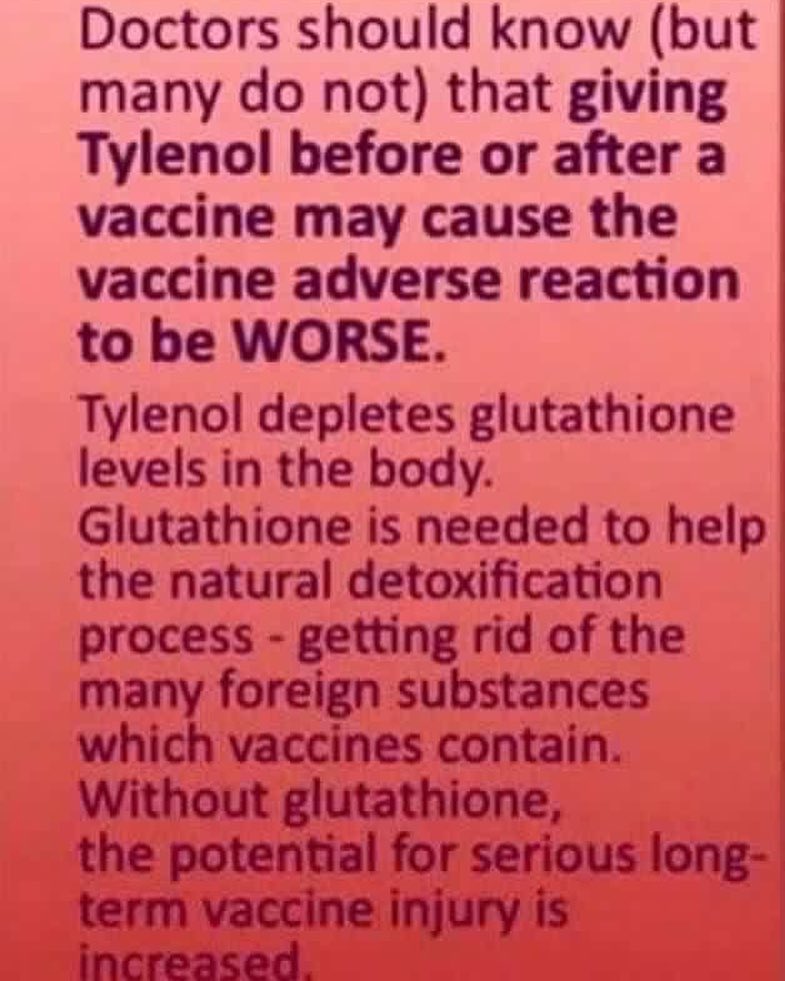 Doctors should know (but
many do not) that giving
Tylenol before or after a
vaccine may cause the
vaccine adverse reaction
to be WORSE.
Tylenol depletes glutathione
levels in the body.
Glutathione is needed to help
the natural detoxification
process - getting rid of the
many foreign substances
which vaccines contain.
Without glutathione,
the potential for serious long-
term vaccine injury is
increased.